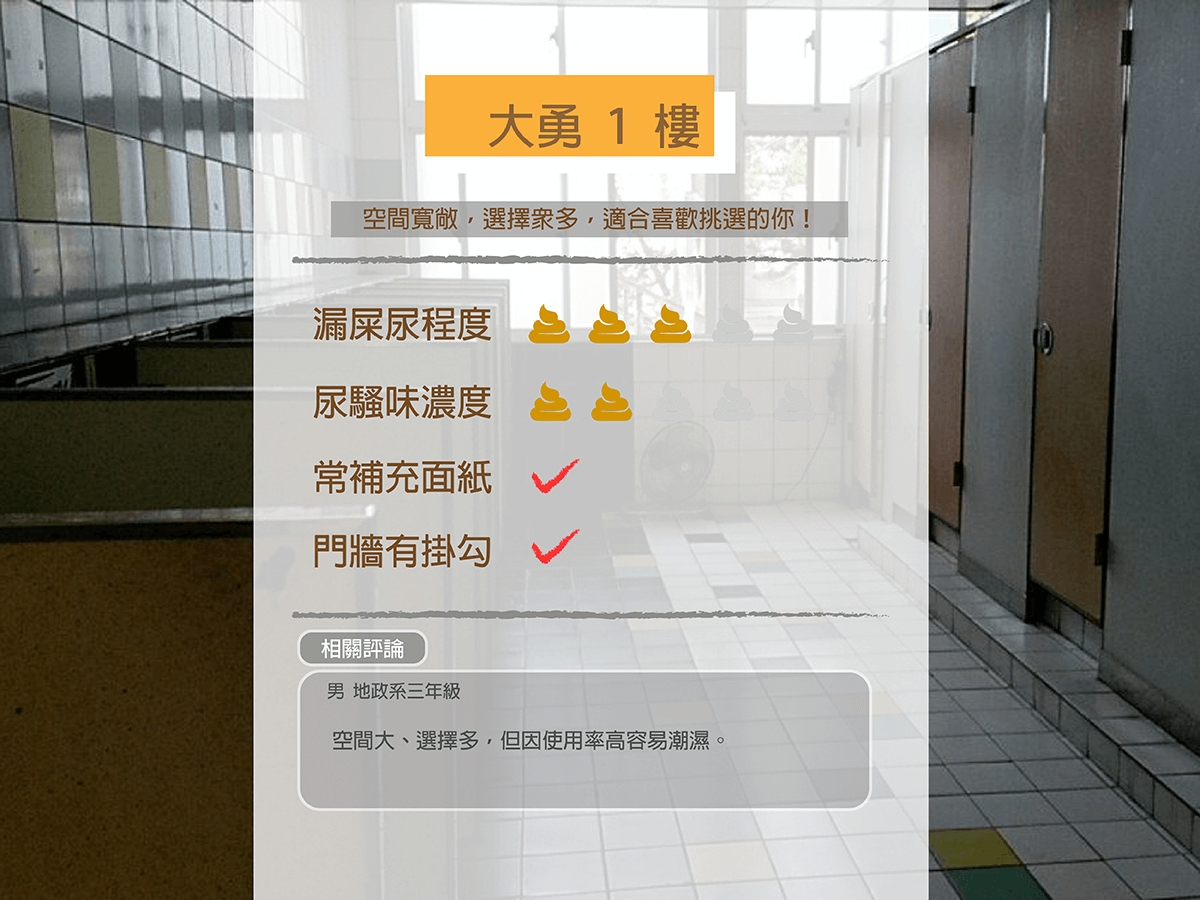 大勇 1 樓
空間寬敞，選擇眾多，適合喜歡挑選的你！
漏屎尿程度
尿騷味濃度
常補充面紙
門牆有掛勾
相關評論
男 地政系三年級
空間大、選擇多，但因使用率高容易潮濕。